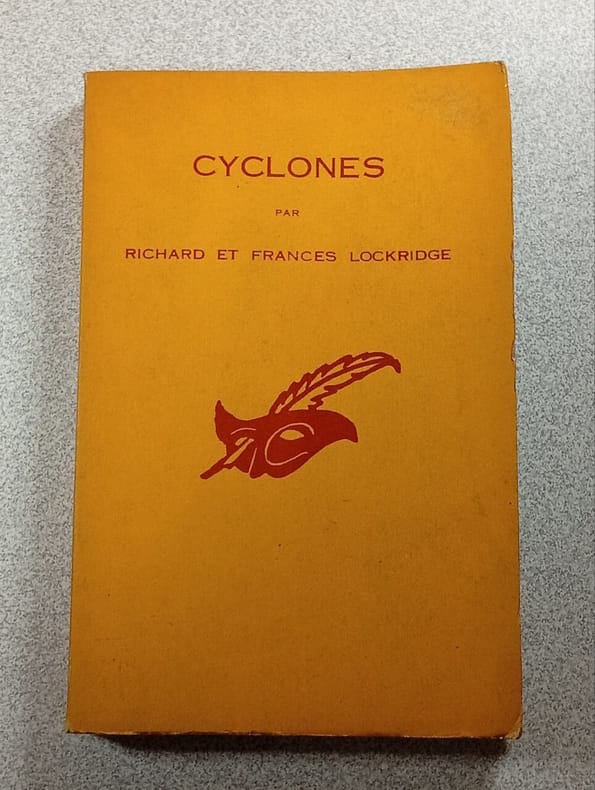 CYCLONES
PAR
RICHARD ET FRANCES LOCKRIDGE